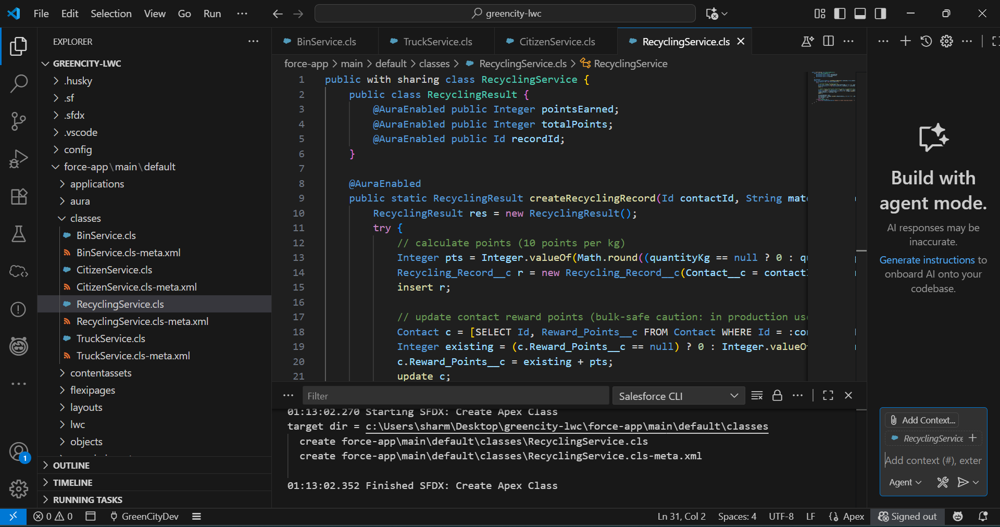 File Edit Selection View Go Run
greencity-lwc
EXPLORER
GREENCITY-LWC
.husky
.sf
.sfdx
.vscode
config
force-app\main\default
applications
aura
classes
BinService.cls
BinService.cls-meta.xml
CitizenService.cls
CitizenService.cls-meta.xml
RecyclingService.cls
RecyclingService.cls-meta.xml
TruckService.cls
TruckService.cls-meta.xml
contentassets
flexipages
layouts
lwc
objects
OUTLINE
TIMELINE
RUNNING TASKS
BinService.cls TruckService.cls CitizenService.cls RecyclingService.cls
force-app > main > default > classes > RecyclingService.cls > RecyclingService
1 public with sharing class RecyclingService {
2 public class RecyclingResult {
3 @AuraEnabled public Integer pointsEarned;
4 @AuraEnabled public Integer totalPoints;
5 @AuraEnabled public Id recordId;
6 }
7
8 @AuraEnabled
9 public static RecyclingResult createRecyclingRecord(Id contactId, String mat
10 RecyclingResult res = new RecyclingResult();
11 try {
12 // calculate points (10 points per kg)
13 Integer pts = Integer.valueOf(Math.round((quantityKg == null ? 0 : q
14 Recycling_Record__c r = new Recycling_Record__c(Contact__c = contact
15 insert r;
16
17 // update contact reward points (bulk-safe caution: in production us
18 Contact c = [SELECT Id, Reward_Points__c FROM Contact WHERE Id = :co
19 Integer existing = (c.Reward_Points__c == null) ? 0 : Integer.valueO
20 c.Reward_Points__c = existing + pts;
21 update c;
Filter
Salesforce CLI
01:13:02.270 Starting SFDX: Create Apex Class
target dir = c:\Users\sharm\Desktop\greencity-lwc\force-app\main\default\classes
create force-app\main\default\classes\RecyclingService.cls
create force-app\main\default\classes\RecyclingService.cls-meta.xml
01:13:02.352 Finished SFDX: Create Apex Class
Build with
agent mode.
AI responses may be
inaccurate.
Generate instructions to
onboard AI onto your
codebase.
Add Context...
RecyclingService
Add context (#), exter
Agent
1
0 0 GreenCityDev
Ln 31, Col 2 Spaces: 4 UTF-8 LF Apex Signed out